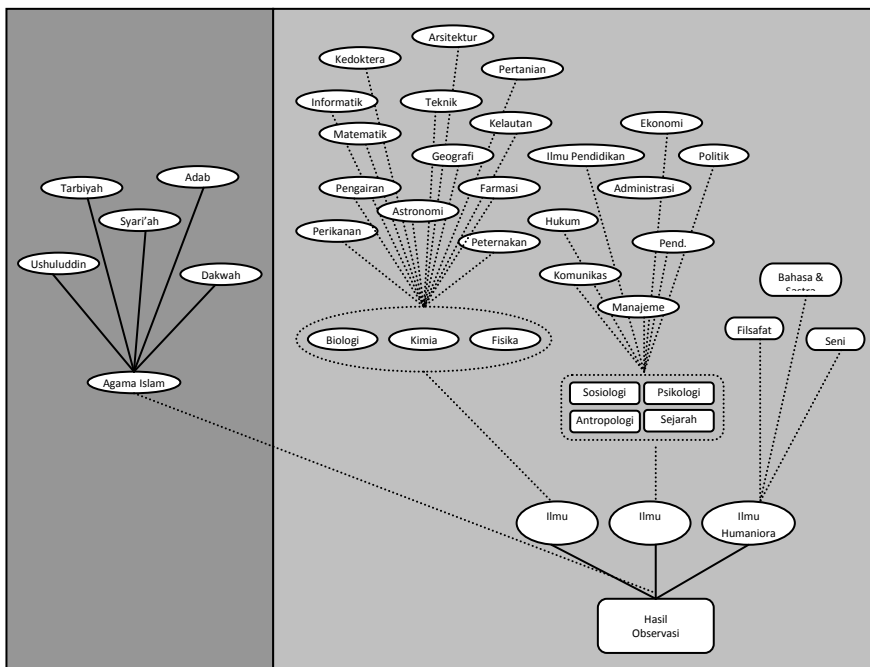 Arsitektur
Kedoktera
Pertanian
Informatik
Teknik
Kelautan
Ekonomi
Matematik
Geografi
Ilmu Pendidikan
Politik
Adab
Tarbiyah
Pengairan
Farmasi
Administrasi
Syari’ah
Astronomi
Hukum
Perikanan
Peternakan
Pend.
Ushuluddin
Dakwah
Komunikas
Bahasa &
Sastra
Manajeme
Filsafat
Seni
Biologi
Kimia
Fisika
Agama Islam
Sosiologi
Psikologi
Antropologi
Sejarah
Ilmu
Ilmu
Ilmu
Humaniora
Hasil
Observasi